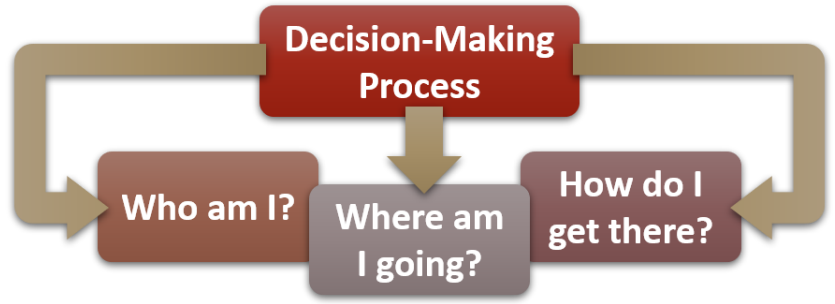 Decision-Making
Process
Who am I?
Where am
I going?
How do I
get there?